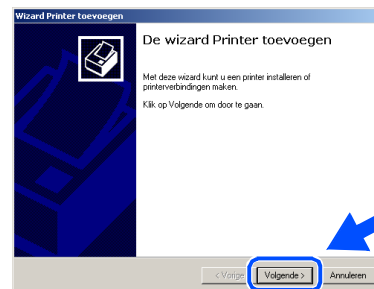 Wizard Printer toevoegen
De wizard Printer toevoegen
Met deze wizard kunt u een printer installeren of
printerverbindingen maken.
Klik op Volgende om door te gaan.
< Vorige Volgende > Annuleren